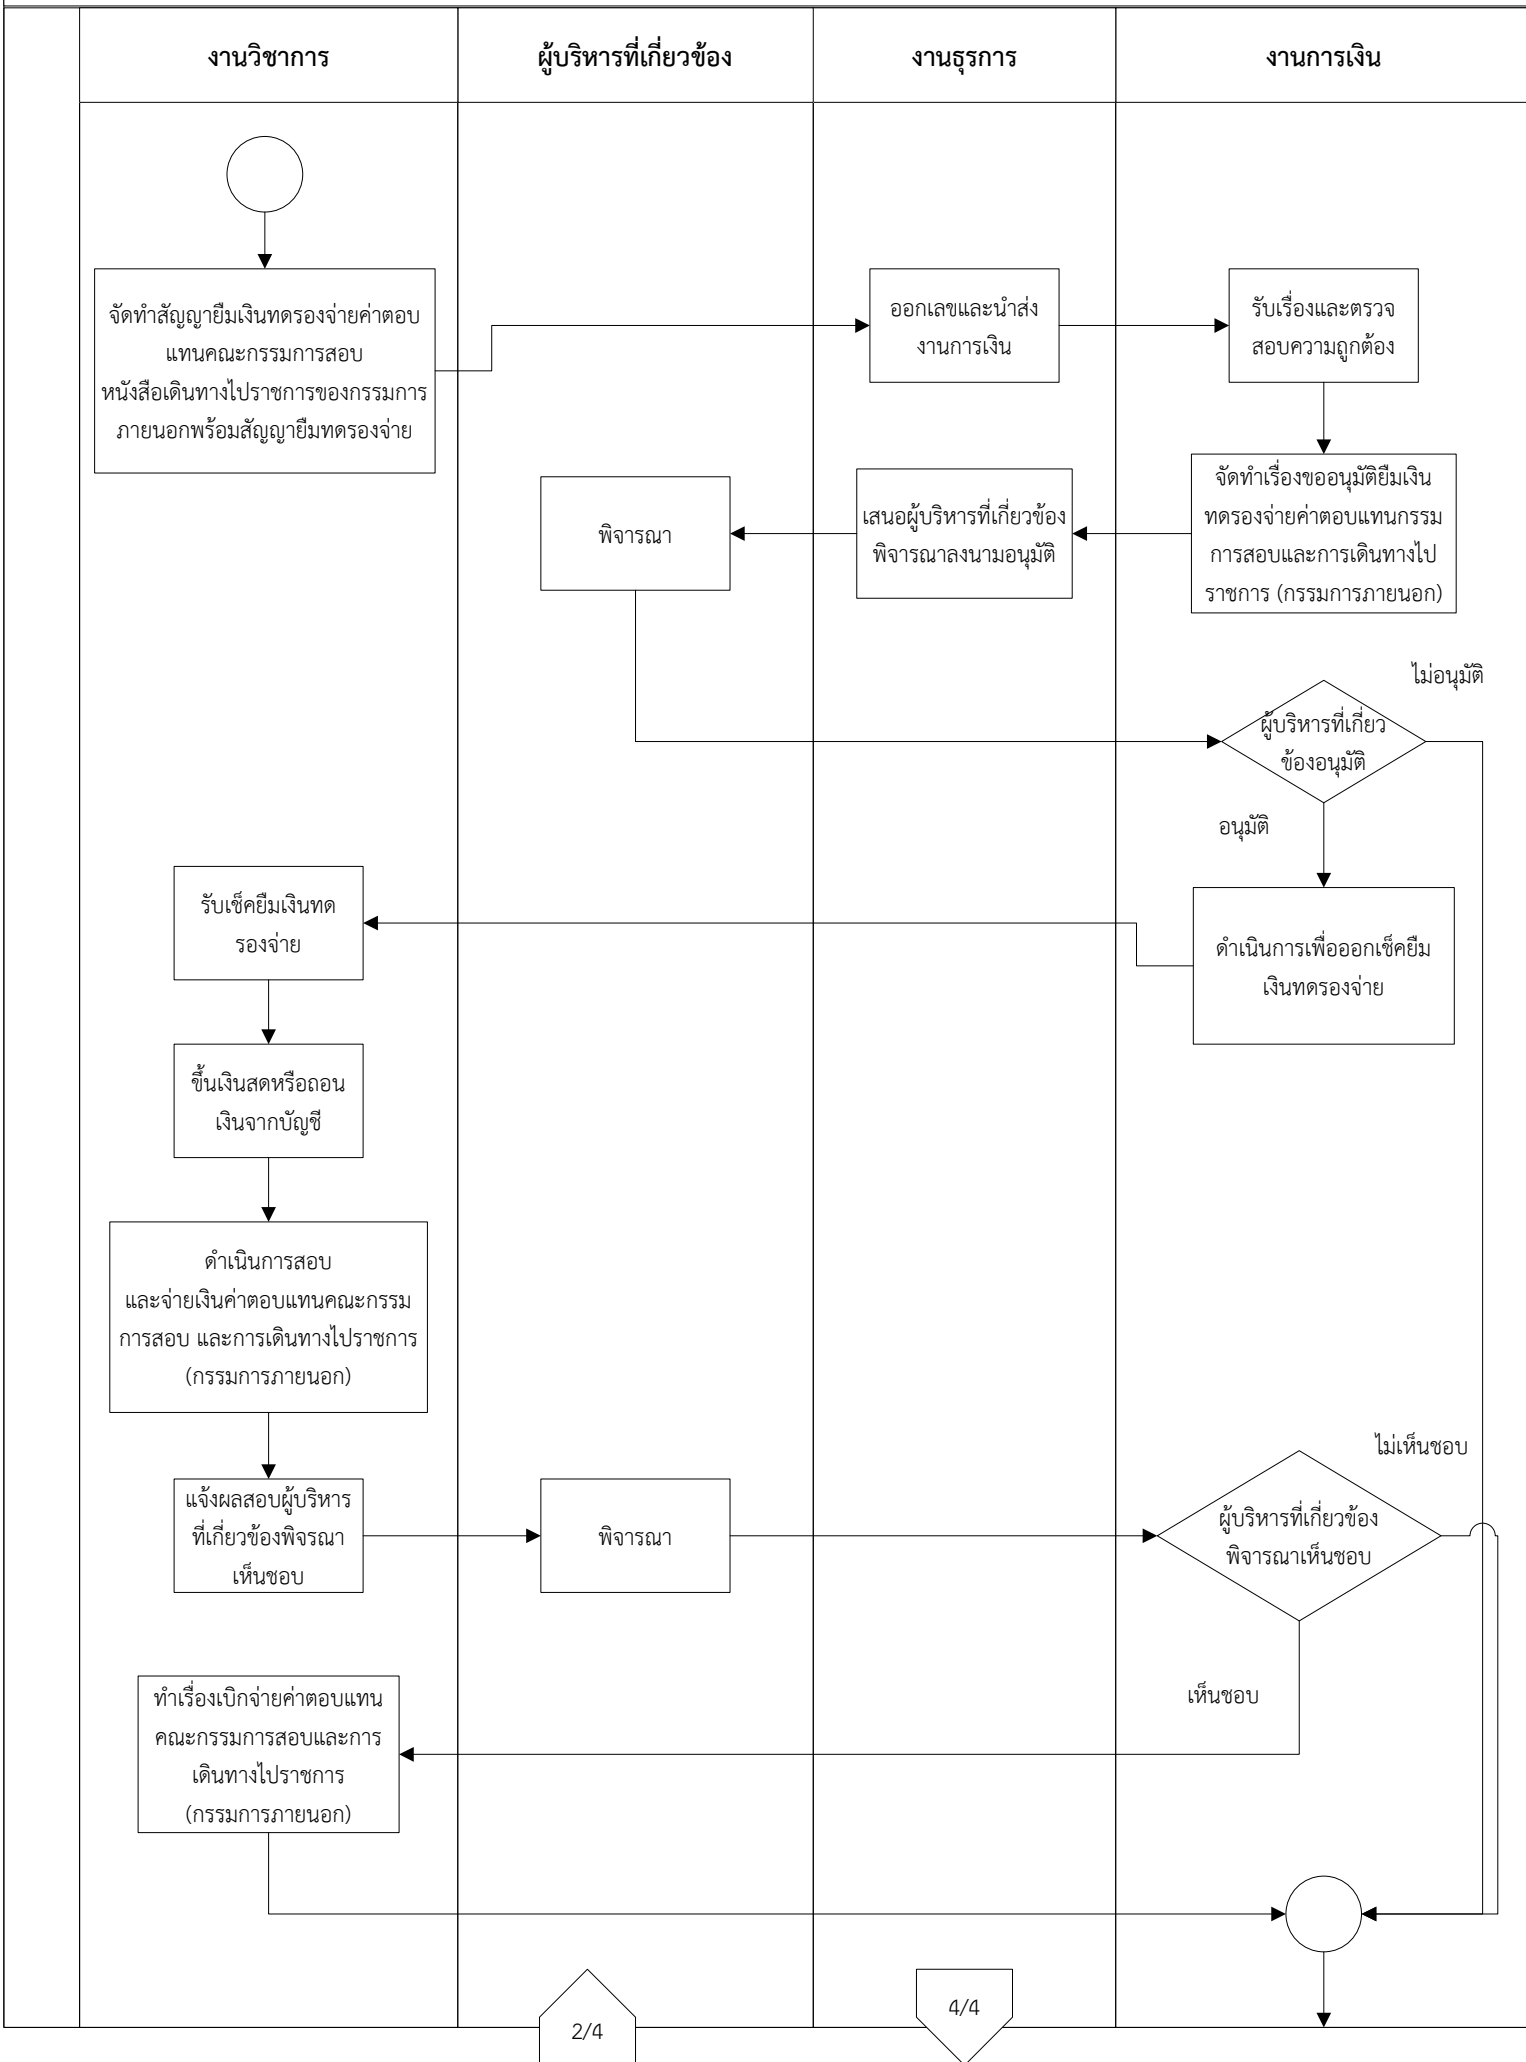 งานวิชาการ
ผู้บริหารที่เกี่ยวข้อง
งานธุรการ
งานการเงิน
จัดทำสัญญายืมเงินทดรองจ่ายค่าตอบ
แทนคณะกรรมการสอบ
หนังสือเดินทางไปราชการของกรรมการ
ภายนอกพร้อมสัญญายืมทดรองจ่าย
ออกเลขและนำส่ง
งานการเงิน
รับเรื่องและตรวจ
สอบความถูกต้อง
จัดทำเรื่องขออนุมัติยืมเงิน
ทดรองจ่ายค่าตอบแทนกรรม
การสอบและการเดินทางไป
ราชการ (กรรมการภายนอก)
เสนอผู้บริหารที่เกี่ยวข้อง
พิจารณาลงนามอนุมัติ
พิจารณา
ไม่อนุมัติ
ผู้บริหารที่เกี่ยว
ข้องอนุมัติ
อนุมัติ
ดำเนินการเพื่อออกเช็คยืม
เงินทดรองจ่าย
รับเช็คยืมเงินทด
รองจ่าย
ขึ้นเงินสดหรือถอน
เงินจากบัญชี
ดำเนินการสอบ
และจ่ายเงินค่าตอบแทนคณะกรรม
การสอบ และการเดินทางไปราชการ
(กรรมการภายนอก)
แจ้งผลสอบผู้บริหาร
ที่เกี่ยวข้องพิจรณา
เห็นชอบ
พิจารณา
ไม่เห็นชอบ
ผู้บริหารที่เกี่ยวข้อง
พิจารณาเห็นชอบ
เห็นชอบ
ทำเรื่องเบิกจ่ายค่าตอบแทน
คณะกรรมการสอบและการ
เดินทางไปราชการ
(กรรมการภายนอก)
2/4
4/4